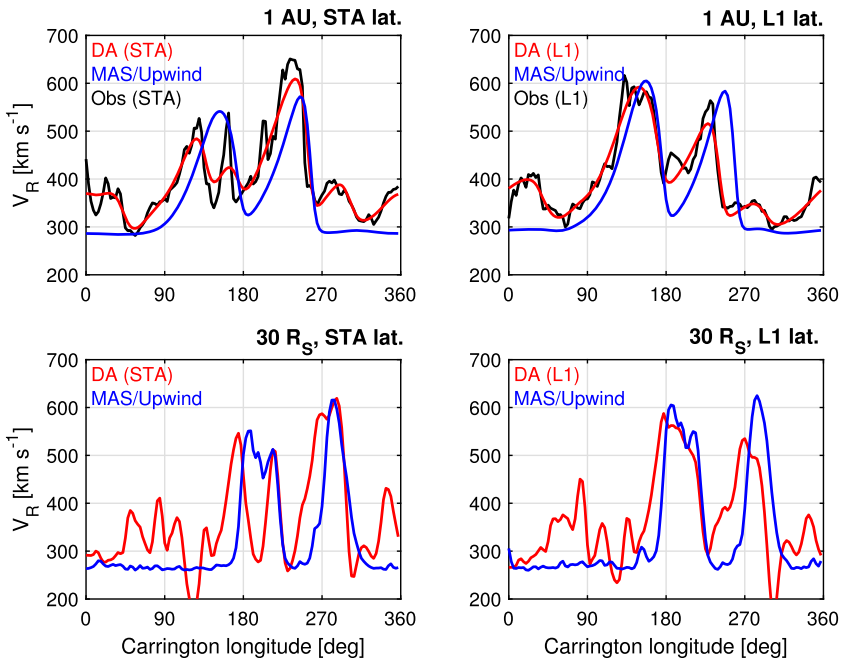 1 AU, STA lat.
700
600
500
400
300
200
V_R [km s^-1]
DA (STA)
MAS/Upwind
Obs (STA)
0
90
180
270
360
1 AU, L1 lat.
700
600
500
400
300
200
DA (L1)
MAS/Upwind
Obs (L1)
0
90
180
270
360
30 R_S, STA lat.
700
600
500
400
300
200
V_R [km s^-1]
DA (STA)
MAS/Upwind
0
90
180
270
360
Carrington longitude [deg]
30 R_S, L1 lat.
700
600
500
400
300
200
DA (L1)
MAS/Upwind
0
90
180
270
360
Carrington longitude [deg]